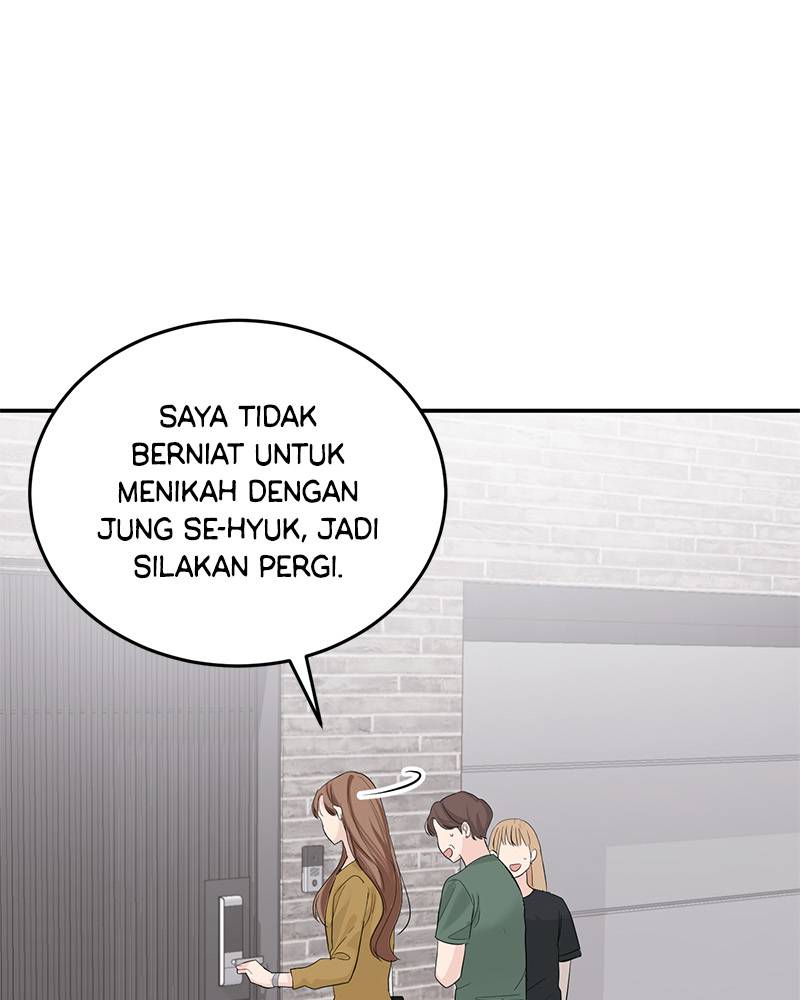 SAYA TIDAK
BERNIAT UNTUK
MENIKAH DENGAN
JUNG SE-HYUK, JADI
SILAKAN PERGI.